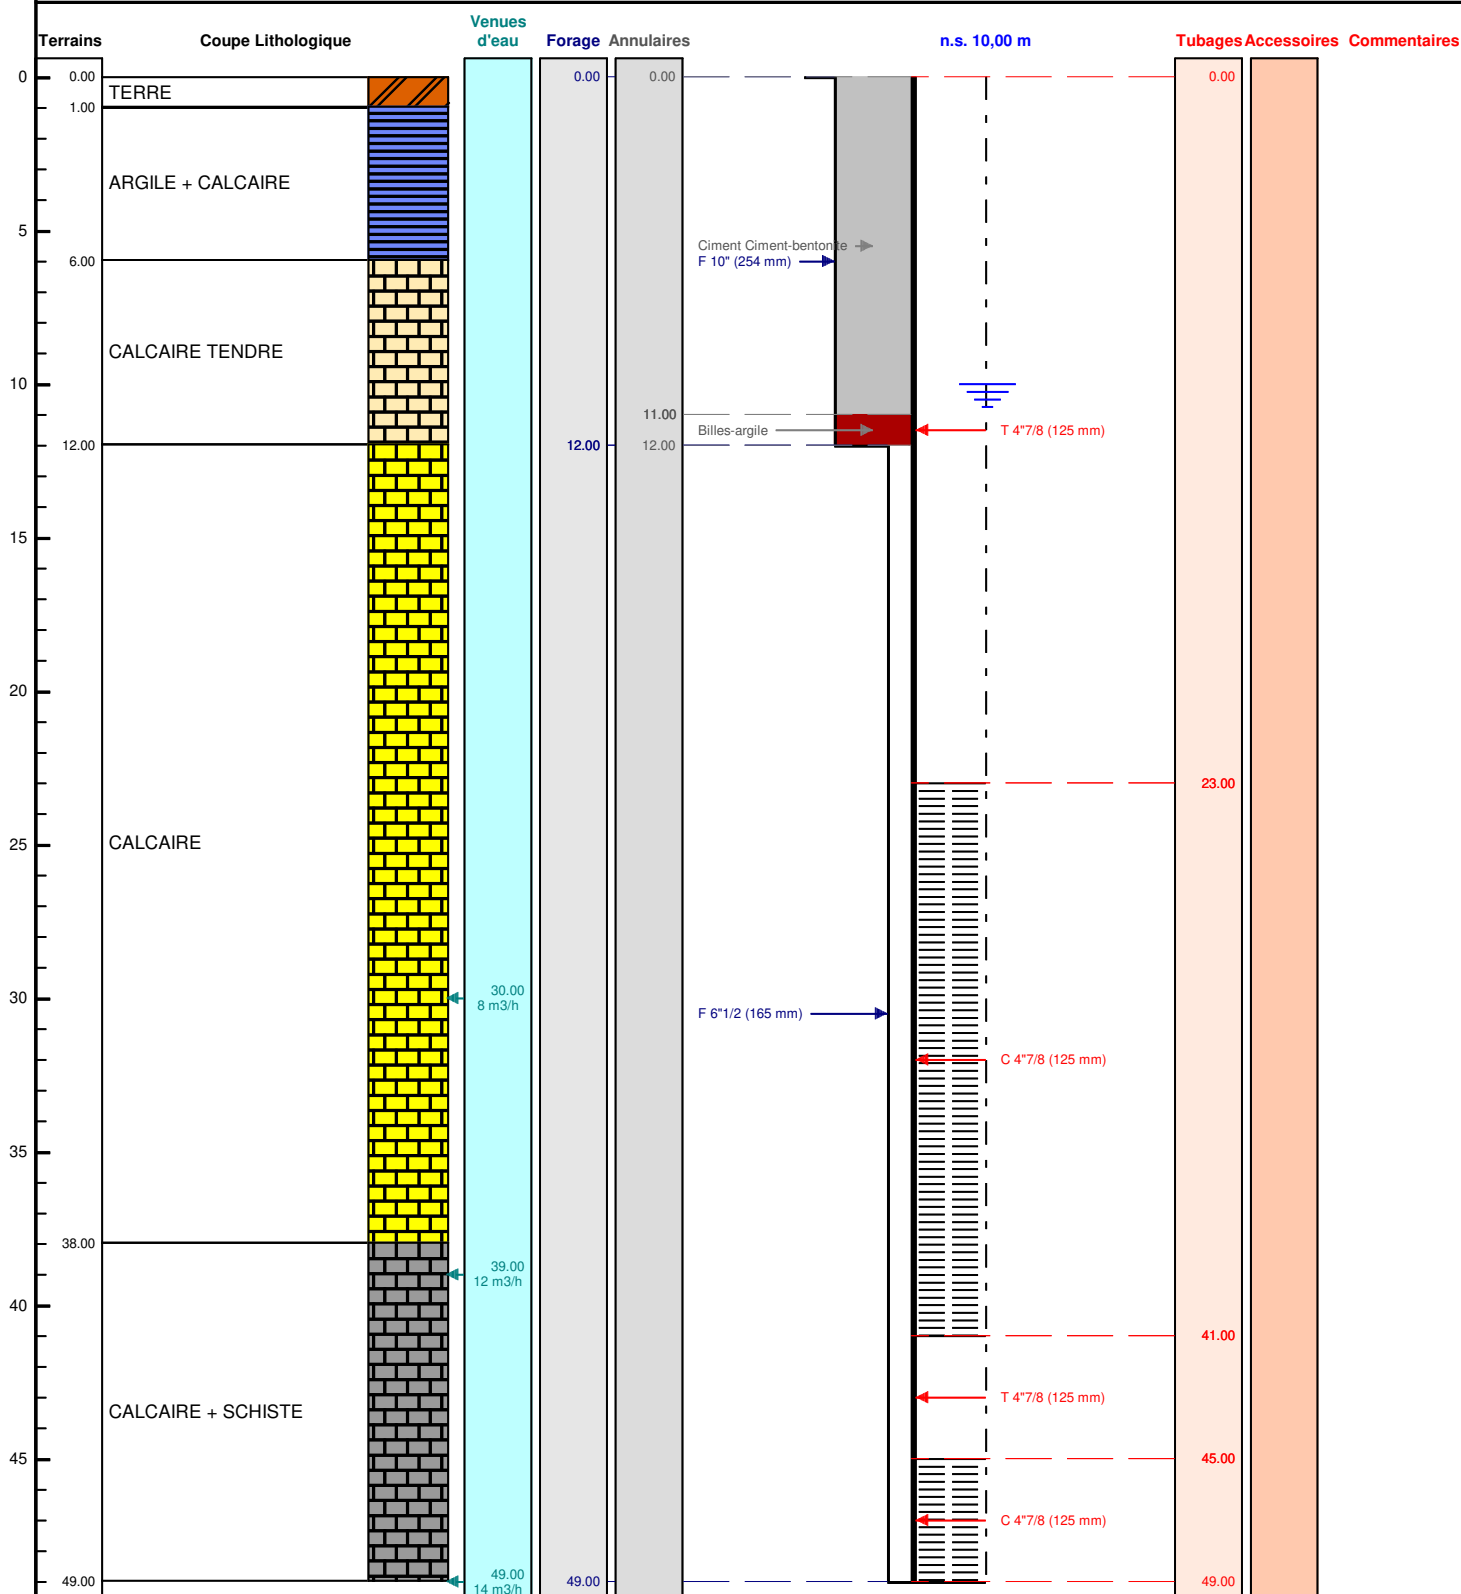 Venues
Terrains Coupe Lithologique d'eau Forage Annulaires n.s. 10,00 m Tubages Accessoires Commentaires
0 0.00 0.00 0.00 0.00
TERRE
1.00
ARGILE + CALCAIRE
5
Ciment Ciment-bentonite
6.00 F 10" (254 mm)
CALCAIRE TENDRE
10
11.00
Billes-argile T 4"7/8 (125 mm)
12.00 12.00 12.00
15
20
23.00
25 CALCAIRE
30 30.00
8 m3/h
F 6"1/2 (165 mm)
C 4"7/8 (125 mm)
35
38.00
39.00
12 m3/h
40
41.00
T 4"7/8 (125 mm)
CALCAIRE + SCHISTE
45 45.00
C 4"7/8 (125 mm)
49.00 49.00 49.00 49.00
14 m3/h